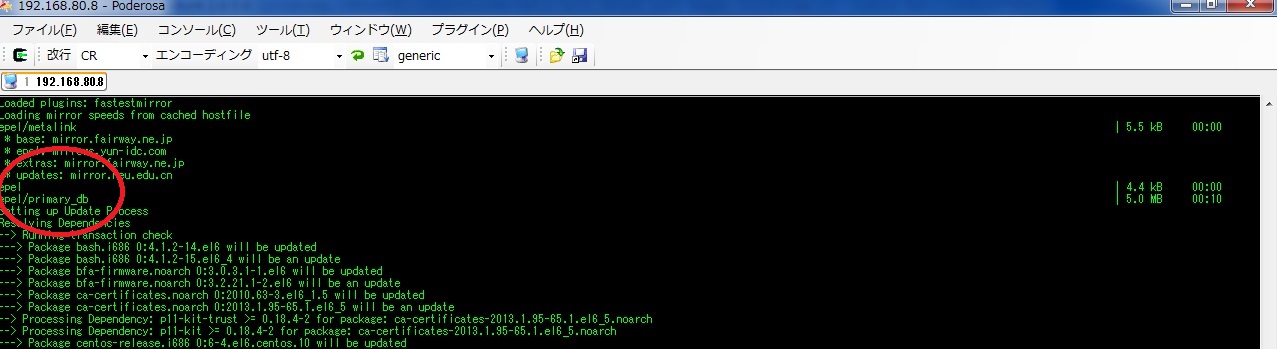 192.168.80.8 - Poderosa
ファイル(F) 編集(E) コンソール(C) ツール(T) ウィンドウ(W) プラグイン(P) ヘルプ(H)
改行 CR エンコーディング utf-8 generic
1 192.168.80.8
Loaded plugins: fastestmirror
Loading mirror speeds from cached hostfile
epel/metalink | 5.5 kB 00:00
* base: mirror.fairway.ne.jp
* epel: mirrors.yun-idc.com
* extras: mirror.fairway.ne.jp
* updates: mirror.neu.edu.cn
epel | 4.4 kB 00:00
epel/primary_db | 5.0 MB 00:10
Setting up Update Process
Resolving Dependencies
--> Running transaction check
---> Package bash.i686 0:4.1.2-14.el6 will be updated
---> Package bash.i686 0:4.1.2-15.el6_4 will be an update
---> Package bfa-firmware.noarch 0:3.0.3.1-1.el6 will be updated
---> Package bfa-firmware.noarch 0:3.2.21.1-2.el6 will be an update
---> Package ca-certificates.noarch 0:2010.63-3.el6_1.5 will be updated
---> Package ca-certificates.noarch 0:2013.1.95-65.1.el6_5 will be an update
--> Processing Dependency: p11-kit-trust >= 0.18.4-2 for package: ca-certificates-2013.1.95-65.1.el6_5.noarch
--> Processing Dependency: p11-kit >= 0.18.4-2 for package: ca-certificates-2013.1.95-65.1.el6_5.noarch
---> Package centos-release.i686 0:6-4.el6.centos.10 will be updated